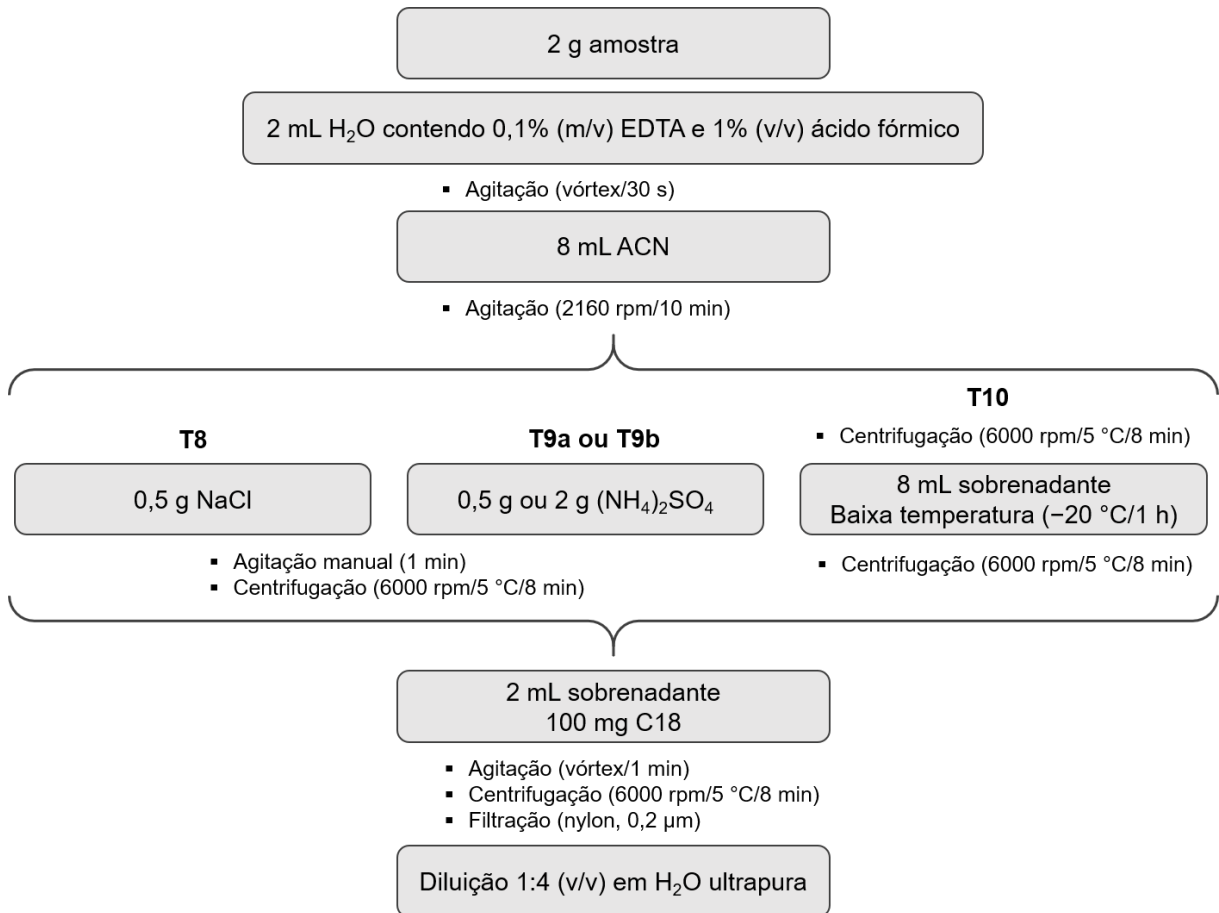 2 g amostra
2 mL H₂O contendo 0,1% (m/v) EDTA e 1% (v/v) ácido fórmico
▪ Agitação (vórtex/30 s)
8 mL ACN
▪ Agitação (2160 rpm/10 min)
T8
0,5 g NaCl
T9a ou T9b
0,5 g ou 2 g (NH₄)₂SO₄
▪ Agitação manual (1 min)
▪ Centrifugação (6000 rpm/5 °C/8 min)
T10
▪ Centrifugação (6000 rpm/5 °C/8 min)
8 mL sobrenadante
Baixa temperatura (−20 °C/1 h)
▪ Centrifugação (6000 rpm/5 °C/8 min)
2 mL sobrenadante
100 mg C18
▪ Agitação (vórtex/1 min)
▪ Centrifugação (6000 rpm/5 °C/8 min)
▪ Filtração (nylon, 0,2 µm)
Diluição 1:4 (v/v) em H₂O ultrapura